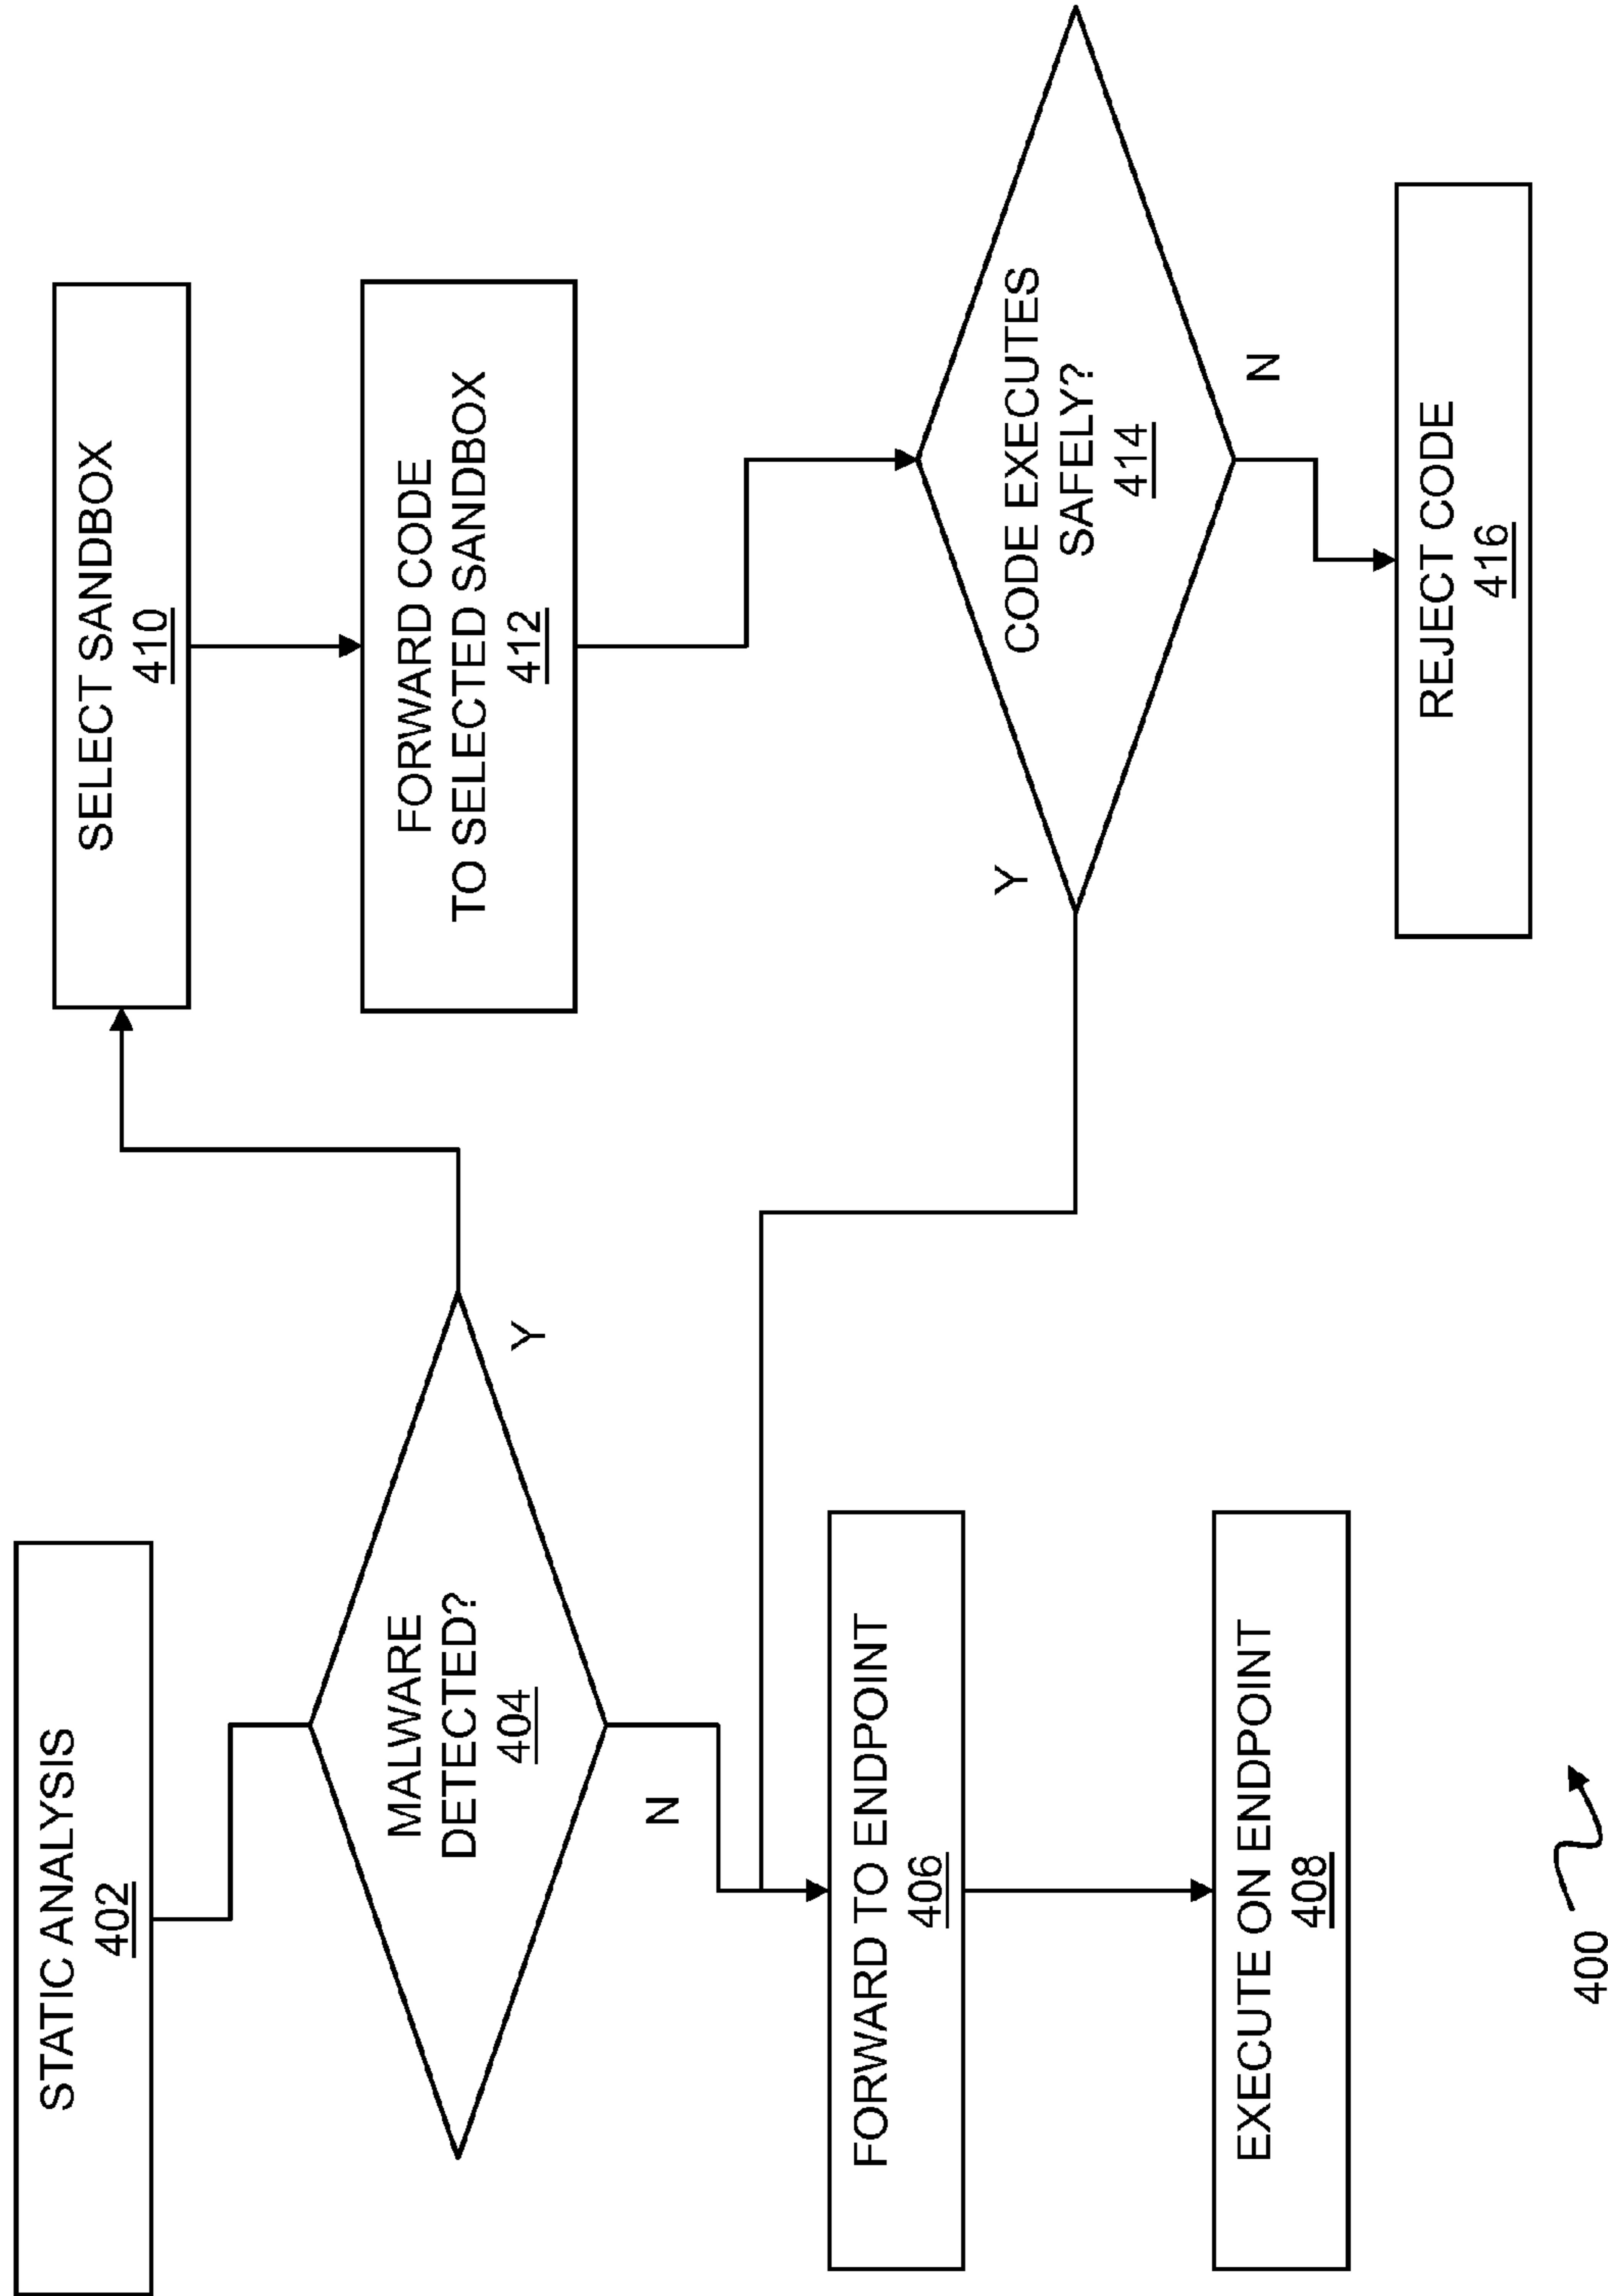 STATIC ANALYSIS
402
MALWARE
DETECTED?
404
Y
N
FORWARD TO ENDPOINT
406
EXECUTE ON ENDPOINT
408
SELECT SANDBOX
410
FORWARD CODE
TO SELECTED SANDBOX
412
CODE EXECUTES
SAFELY?
414
Y
N
REJECT CODE
416
400